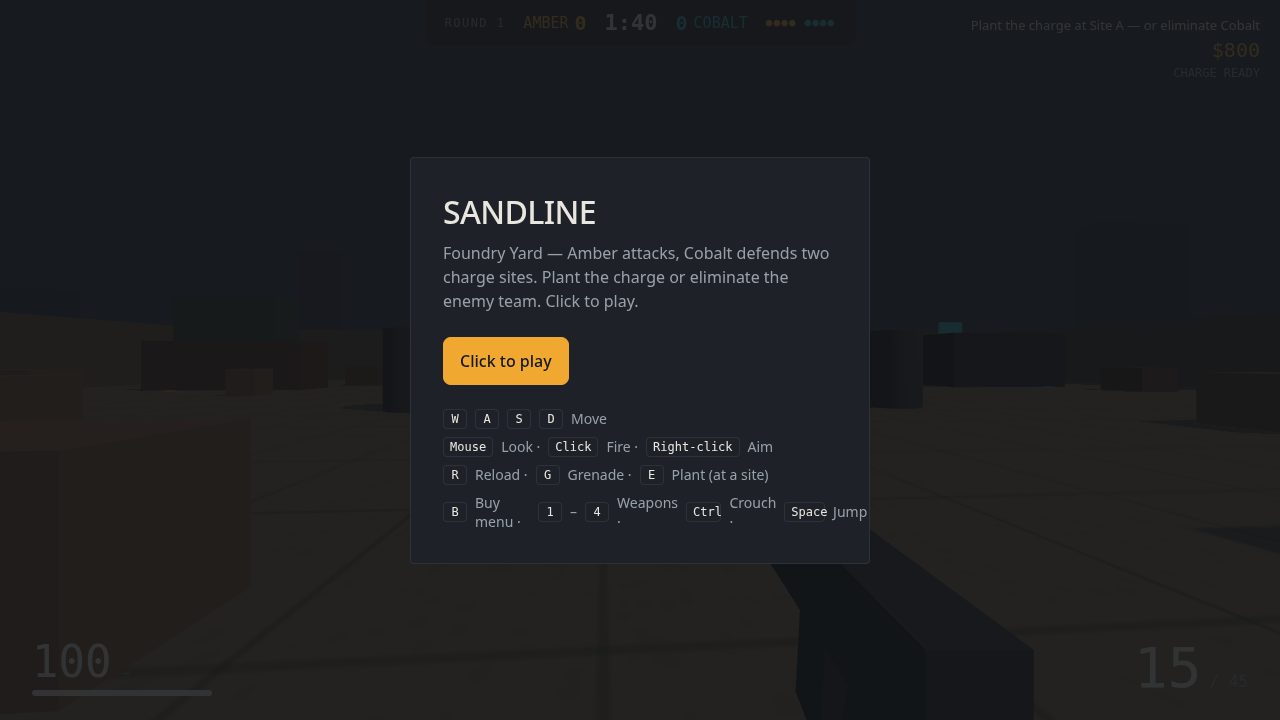 ROUND 1 AMBER 0 1:40 0 COBALT
Plant the charge at Site A — or eliminate Cobalt
$800
CHARGE READY
SANDLINE
Foundry Yard — Amber attacks, Cobalt defends two
charge sites. Plant the charge or eliminate the
enemy team. Click to play.
Click to play
W A S D Move
Mouse Look · Click Fire · Right-click Aim
R Reload · G Grenade · E Plant (at a site)
B Buy menu · 1 – 4 Weapons · Ctrl Crouch · Space Jump
100
15 / 45